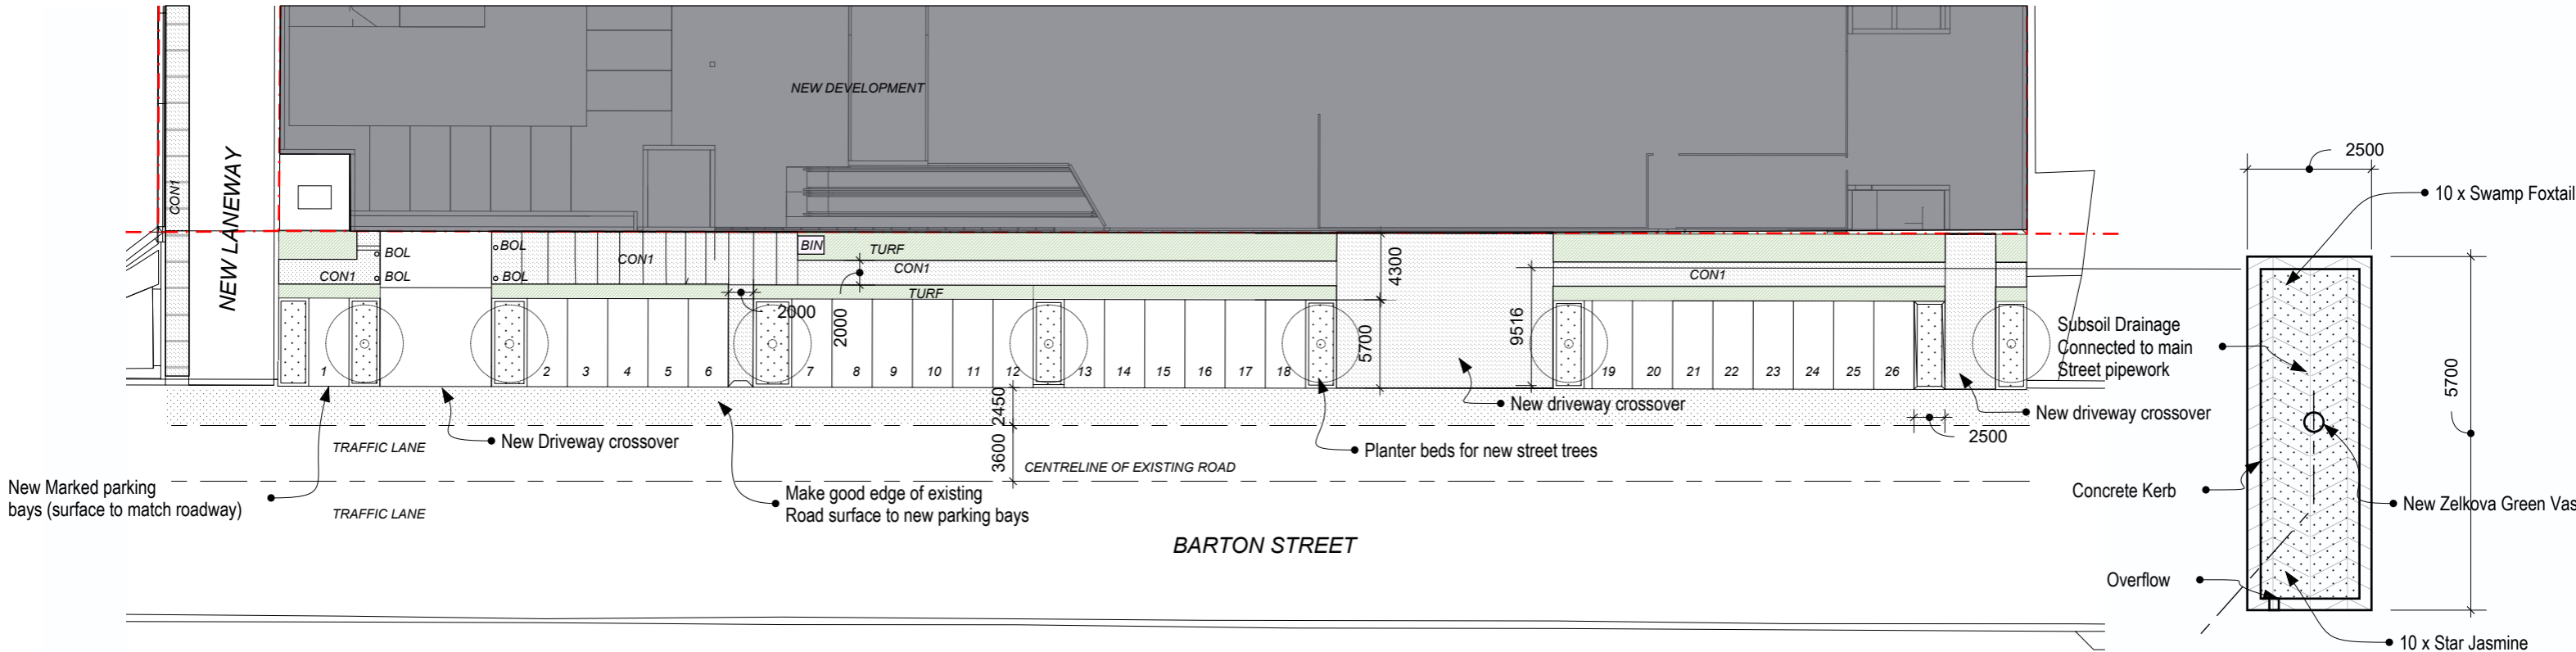 NEW DEVELOPMENT
2500
10 x Swamp Foxtail
CON1
NEW LANEWAY
BOL
BOL
BIN
TURF
CON1
CON1
CON1
BOL
BOL
CON1
TURF
4300
9516
2000
2000
5700
Subsoil Drainage
Connected to main
Street pipework
5700
1
2
3
4
5
6
7
8
9
10
11
12
13
14
15
16
17
18
19
20
21
22
23
24
25
26
New driveway crossover
New driveway crossover
2450
TRAFFIC LANE
New Driveway crossover
2500
Planter beds for new street trees
3600
CENTRELINE OF EXISTING ROAD
New Marked parking
bays (surface to match roadway)
Make good edge of existing
Road surface to new parking bays
TRAFFIC LANE
Concrete Kerb
New Zelkova Green Vas
BARTON STREET
Overflow
10 x Star Jasmine